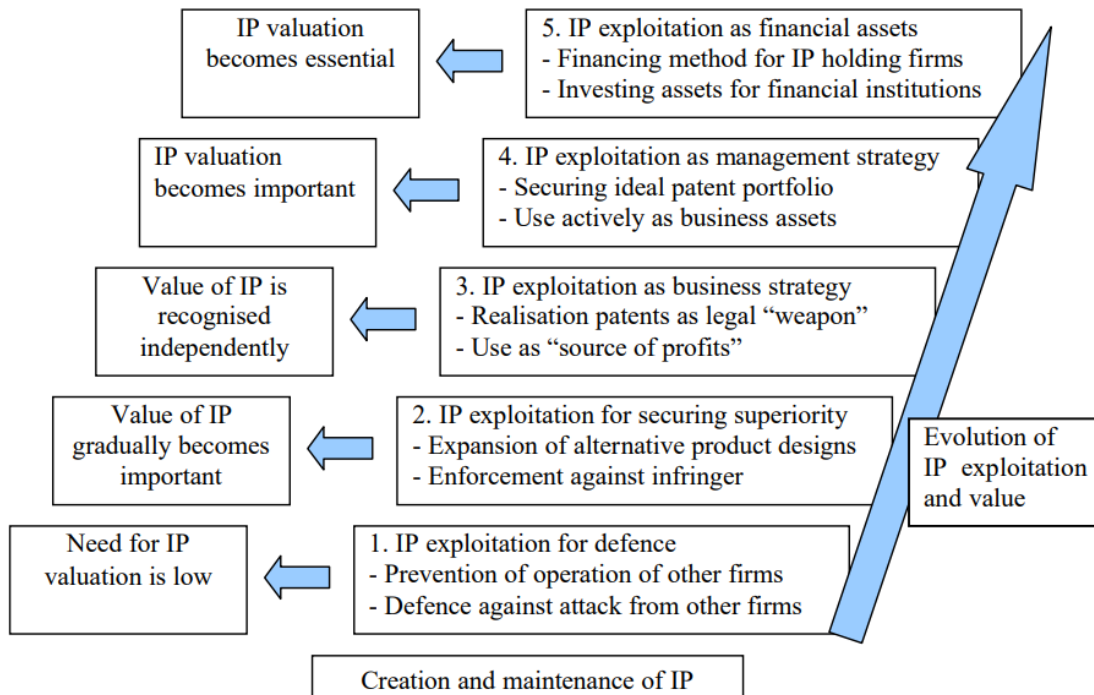 IP valuation
becomes essential
5. IP exploitation as financial assets
- Financing method for IP holding firms
- Investing assets for financial institutions
IP valuation
becomes important
4. IP exploitation as management strategy
- Securing ideal patent portfolio
- Use actively as business assets
Value of IP is
recognised
independently
3. IP exploitation as business strategy
- Realisation patents as legal “weapon”
- Use as “source of profits”
Value of IP
gradually becomes
important
2. IP exploitation for securing superiority
- Expansion of alternative product designs
- Enforcement against infringer
Evolution of
IP exploitation
and value
Need for IP
valuation is low
1. IP exploitation for defence
- Prevention of operation of other firms
- Defence against attack from other firms
Creation and maintenance of IP